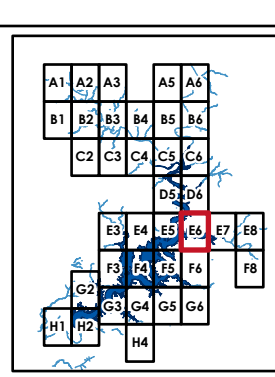 A1 A2 A3 A5 A6
B1 B2 B3 B4 B5 B6
C2 C3 C4 C5 C6
D5 D6
E3 E4 E5 E6 E7 E8
F3 F4 F5 F6 F8
G2
G3 G4 G5 G6
H1 H2
H4